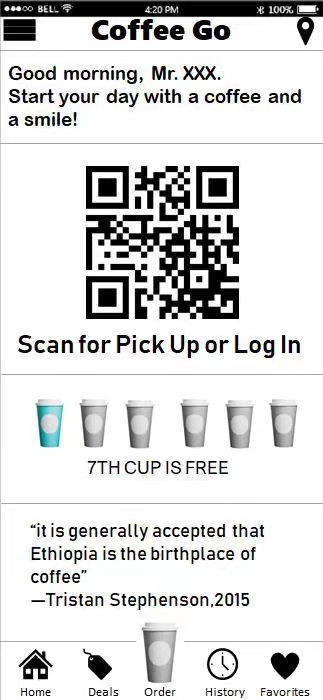 BELL 4:20 PM 100%
Coffee Go
Good morning, Mr. XXX.
Start your day with a coffee and
a smile!
Scan for Pick Up or Log In
7TH CUP IS FREE
“it is generally accepted that
Ethiopia is the birthplace of
coffee”
—Tristan Stephenson,2015
Home Deals Order History Favorites